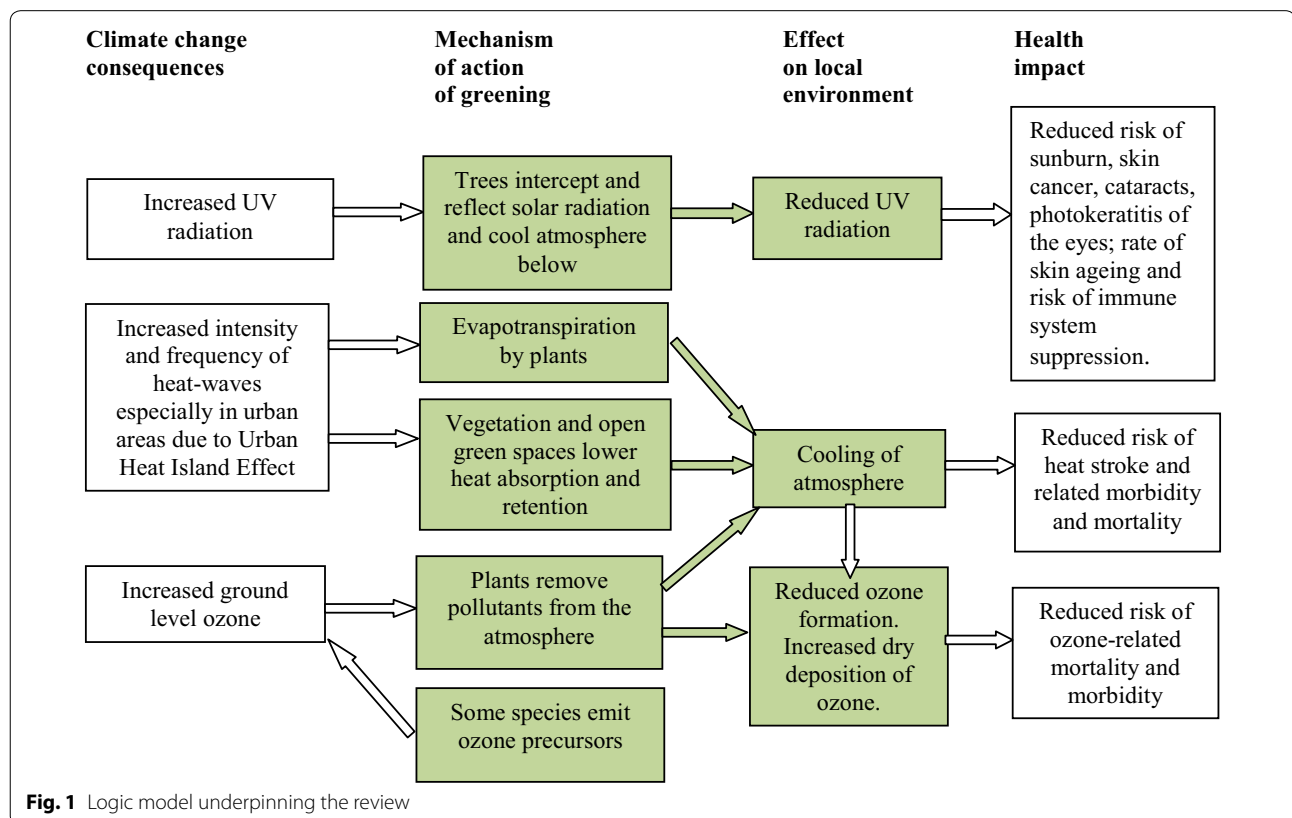 Climate change
consequences
Mechanism
of action
of greening
Effect
on local
environment
Health
impact
Increased UV
radiation
Trees intercept and
reflect solar radiation
and cool atmosphere
below
Reduced UV
radiation
Reduced risk of
sunburn, skin
cancer, cataracts,
photokeratitis of
the eyes; rate of
skin ageing and
risk of immune
system
suppression.
Increased intensity
and frequency of
heat-waves
especially in urban
areas due to Urban
Heat Island Effect
Evapotranspiration
by plants
Vegetation and open
green spaces lower
heat absorption and
retention
Cooling of
atmosphere
Reduced risk of
heat stroke and
related morbidity
and mortality
Increased ground
level ozone
Plants remove
pollutants from the
atmosphere
Reduced ozone
formation.
Increased dry
deposition of
ozone.
Reduced risk of
ozone-related
mortality and
morbidity
Some species emit
ozone precursors
Fig. 1 Logic model underpinning the review